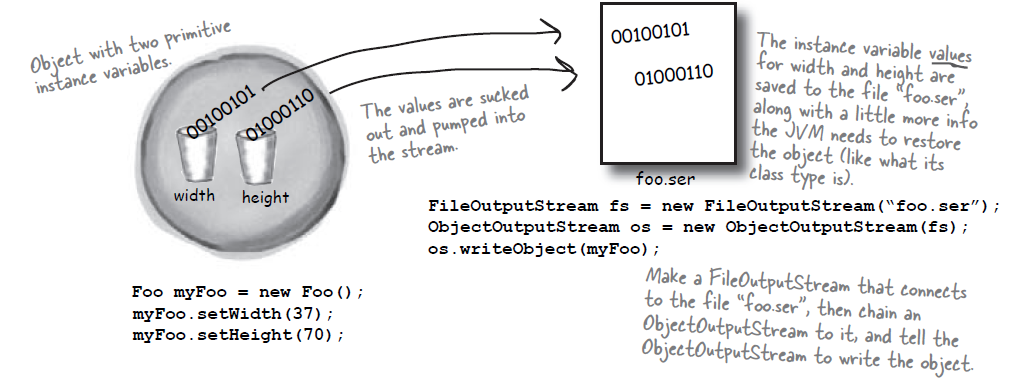 Object with two primitive
instance variables.
00100101
01000110
width
height
The values are sucked
out and pumped into
the stream.
00100101
01000110
foo.ser
The instance variable values
for width and height are
saved to the file “foo.ser”,
along with a little more info
the JVM needs to restore
the object (like what its
class type is).
Foo myFoo = new Foo();
myFoo.setWidth(37);
myFoo.setHeight(70);
FileOutputStream fs = new FileOutputStream(“foo.ser”);
ObjectOutputStream os = new ObjectOutputStream(fs);
os.writeObject(myFoo);
Make a FileOutputStream that connects
to the file “foo.ser”, then chain an
ObjectOutputStream to it, and tell the
ObjectOutputStream to write the object.